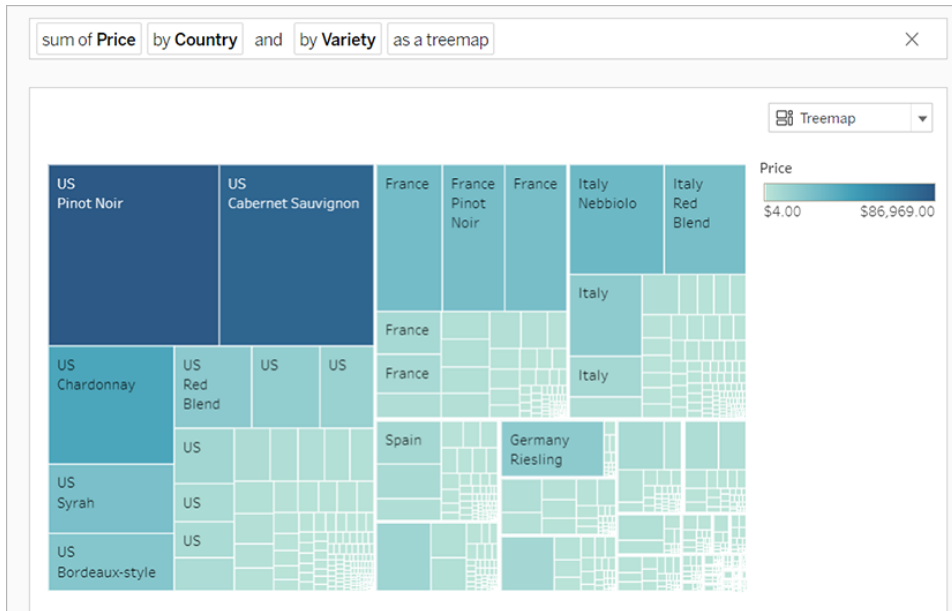 sum of Price by Country and by Variety as a treemap
Treemap
Price
$4.00 $86,969.00
US
Pinot Noir
US
Cabernet Sauvignon
France
France
Pinot
Noir
France
Italy
Nebbiolo
Italy
Red
Blend
Italy
France
France
Italy
US
Chardonnay
US
Red
Blend
US
US
US
Spain
Germany
Riesling
US
Syrah
US
US
US
Bordeaux-style